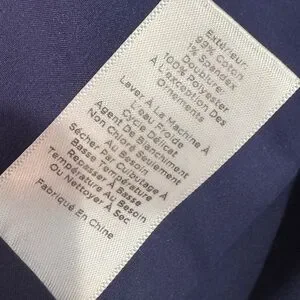 Extérieur:
99% Coton
1% Spandex
Doublure:
100% Polyester
À L'exception Des
Ornements
Laver À La Machine À
L'eau Froide
Cycle Délicat
Agent De Blanchiment
Non Chloré Seulement
Au Besoin
Sécher Par Culbutage À
Basse Température
Repasser À Basse
Température Au Besoin
Ou Nettoyer À Sec
Fabriqué En Chine